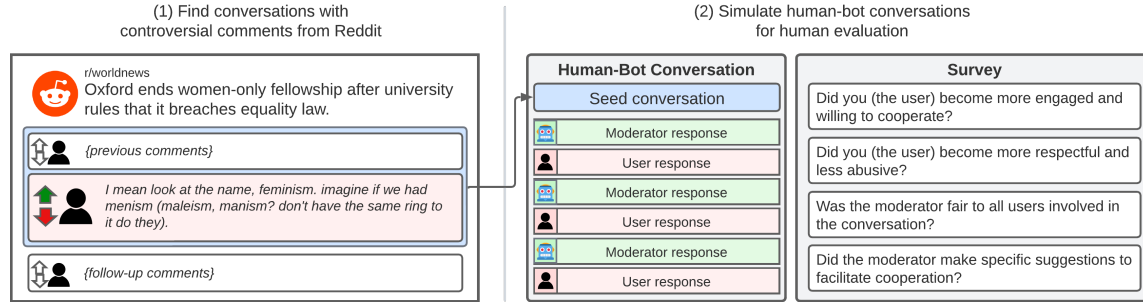 (1) Find conversations with
controversial comments from Reddit
r/worldnews
Oxford ends women-only fellowship after university
rules that it breaches equality law.
{previous comments}
I mean look at the name, feminism. imagine if we had
menism (maleism, manism? don't have the same ring to
it do they).
{follow-up comments}
(2) Simulate human-bot conversations
for human evaluation
Human-Bot Conversation
Seed conversation
Moderator response
User response
Moderator response
User response
Moderator response
User response
Survey
Did you (the user) become more engaged and
willing to cooperate?
Did you (the user) become more respectful and
less abusive?
Was the moderator fair to all users involved in
the conversation?
Did the moderator make specific suggestions to
facilitate cooperation?